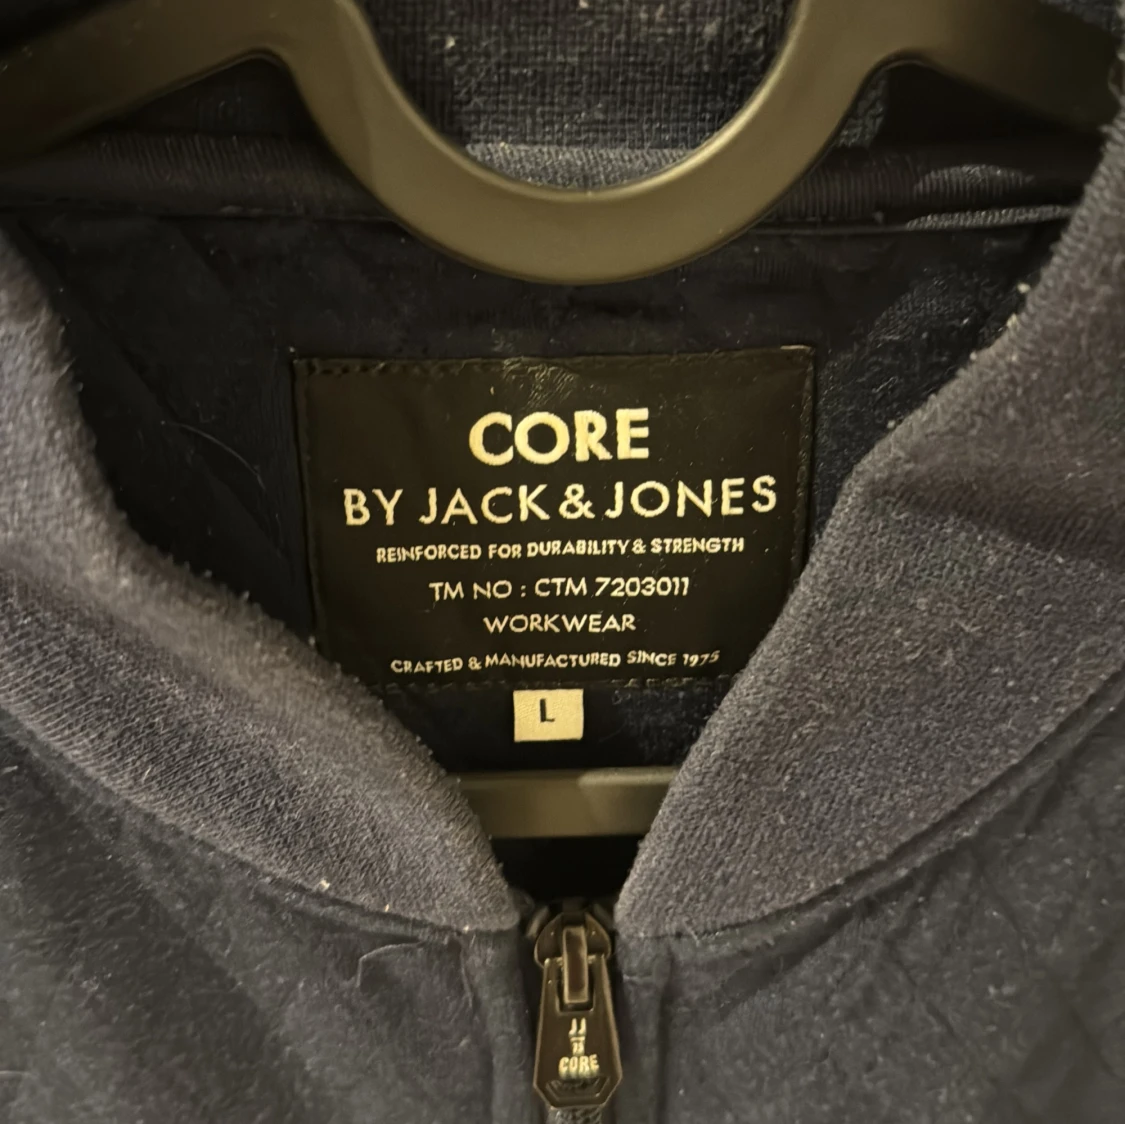 CORE
BY JACK & JONES
REINFORCED FOR DURABILITY & STRENGTH
TM NO : CTM 7203011
WORKWEAR
CRAFTED & MANUFACTURED SINCE 1975
L
JJ
CORE